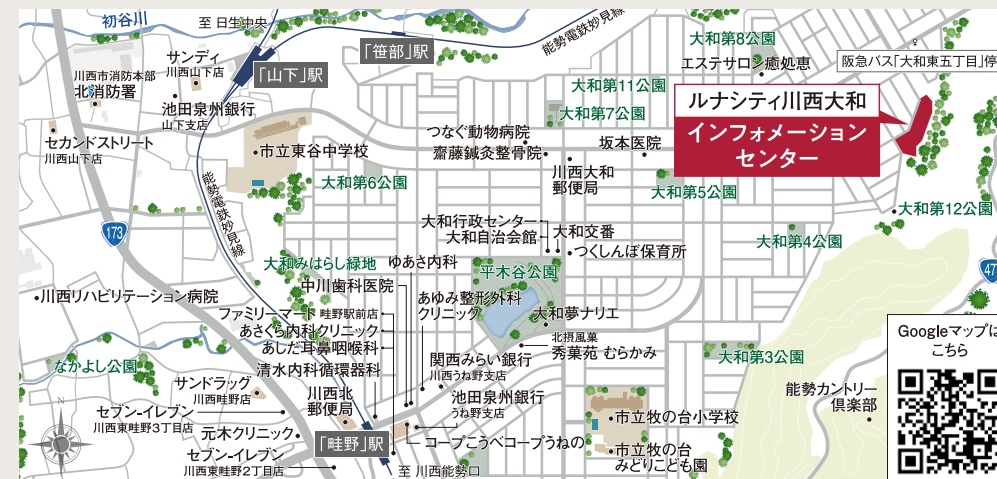 初谷川
至 日生中央
サンディ
川西山下店
「山下」駅
「笹部」駅
能勢電鉄妙見線
大和第8公園
エステサロン癒処恵
阪急バス「大和東五丁目」停
川西市消防本部
北消防署
池田泉州銀行
山下支店
大和第11公園
大和第7公園
ルナシティ川西大和
インフォメーション
センター
セカンドストリート
川西山下店
市立東谷中学校
つなぐ動物病院
齋藤鍼灸整骨院
坂本医院
川西大和
郵便局
大和第6公園
大和第5公園
能勢電鉄妙見線
大和第12公園
173
大和行政センター
大和自治会館
大和交番
つくしんぼ保育所
大和第4公園
大和みはらし緑地
ゆあさ内科
平木谷公園
47
川西リハビリテーション病院
中川歯科医院
あゆみ整形外科
クリニック
ファミリーマート 畦野駅前店
大和夢ナリエ
あさくら内科クリニック
あしだ耳鼻咽喉科
北摂風菓
秀菓苑 むらかみ
Googleマップは
こちら
なかよし公園
清水内科循環器科
関西みらい銀行
川西うね野支店
大和第3公園
サンドラッグ
川西畦野店
川西北
郵便局
池田泉州銀行
うね野支店
能勢カントリー
倶楽部
セブン-イレブン
川西東畦野3丁目店
元木クリニック
市立牧の台小学校
N
「畦野」駅
コープこうべコープうねの
セブン-イレブン
川西東畦野2丁目店
市立牧の台
みどりこども園
至 川西能勢口